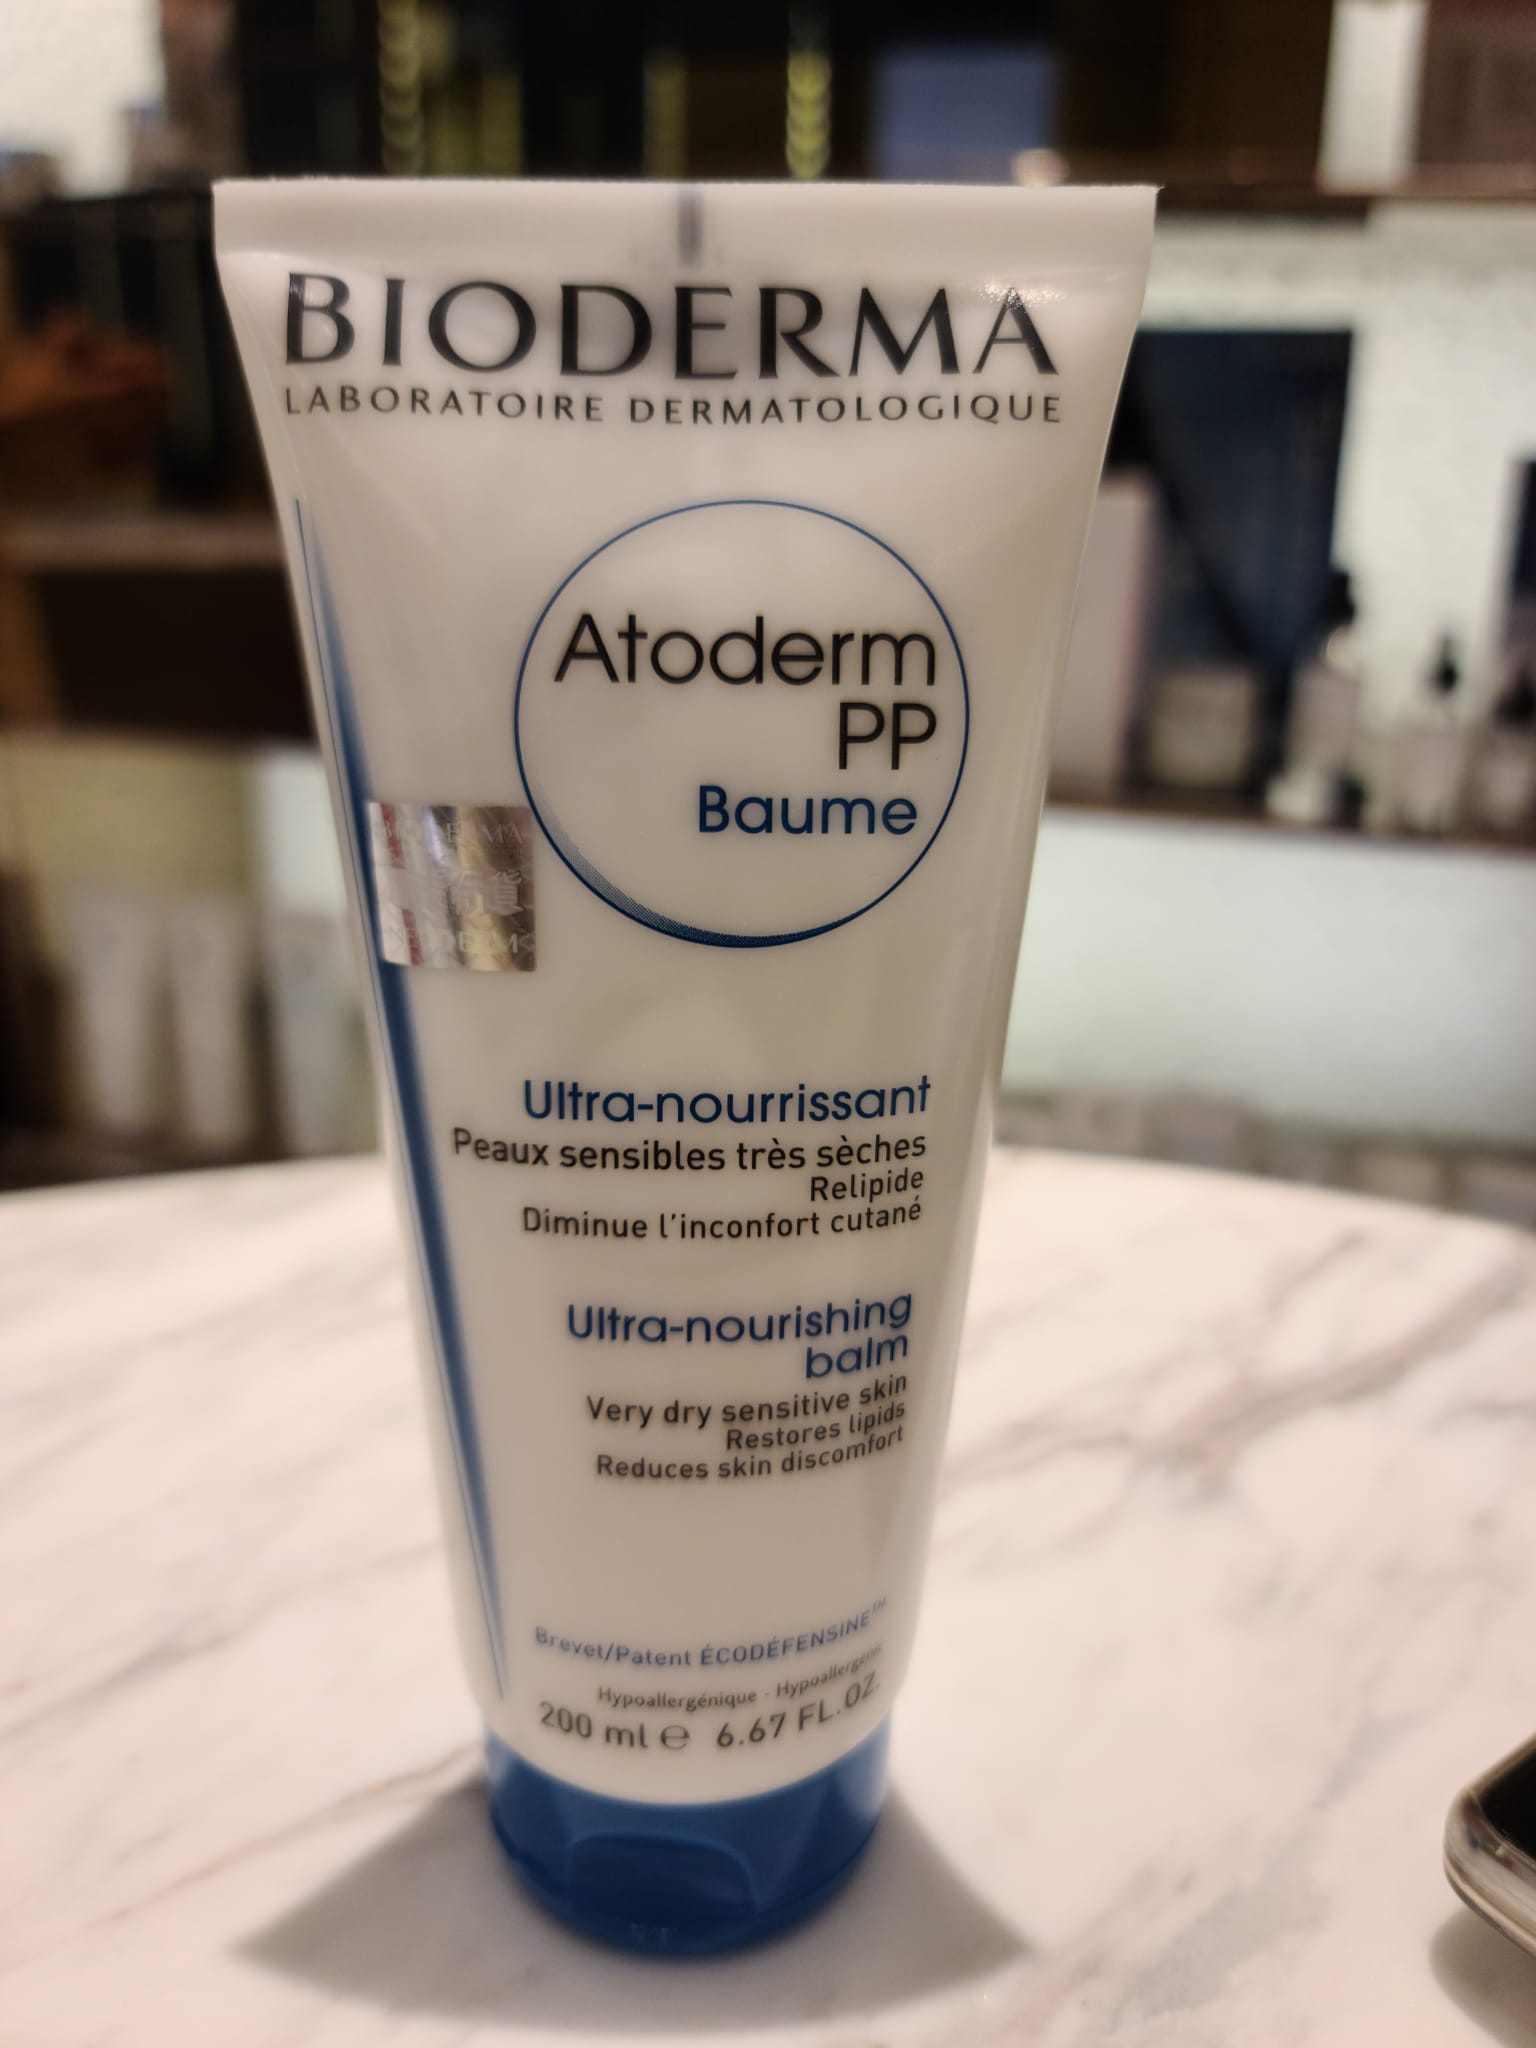 BIODERMA
LABORATOIRE DERMATOLOGIQUE
Atoderm
PP
Baume
BIODERMA
Ultra-nourrissant
Peaux sensibles très sèches
Relipide
Diminue l'inconfort cutané
Ultra-nourishing
balm
Very dry sensitive skin
Restores lipids
Reduces skin discomfort
Brevet/Patent ÉCODÉFENSINE™
Hypoallergénique - Hypoallergenic
200 ml ℮ 6.67 FL.OZ.